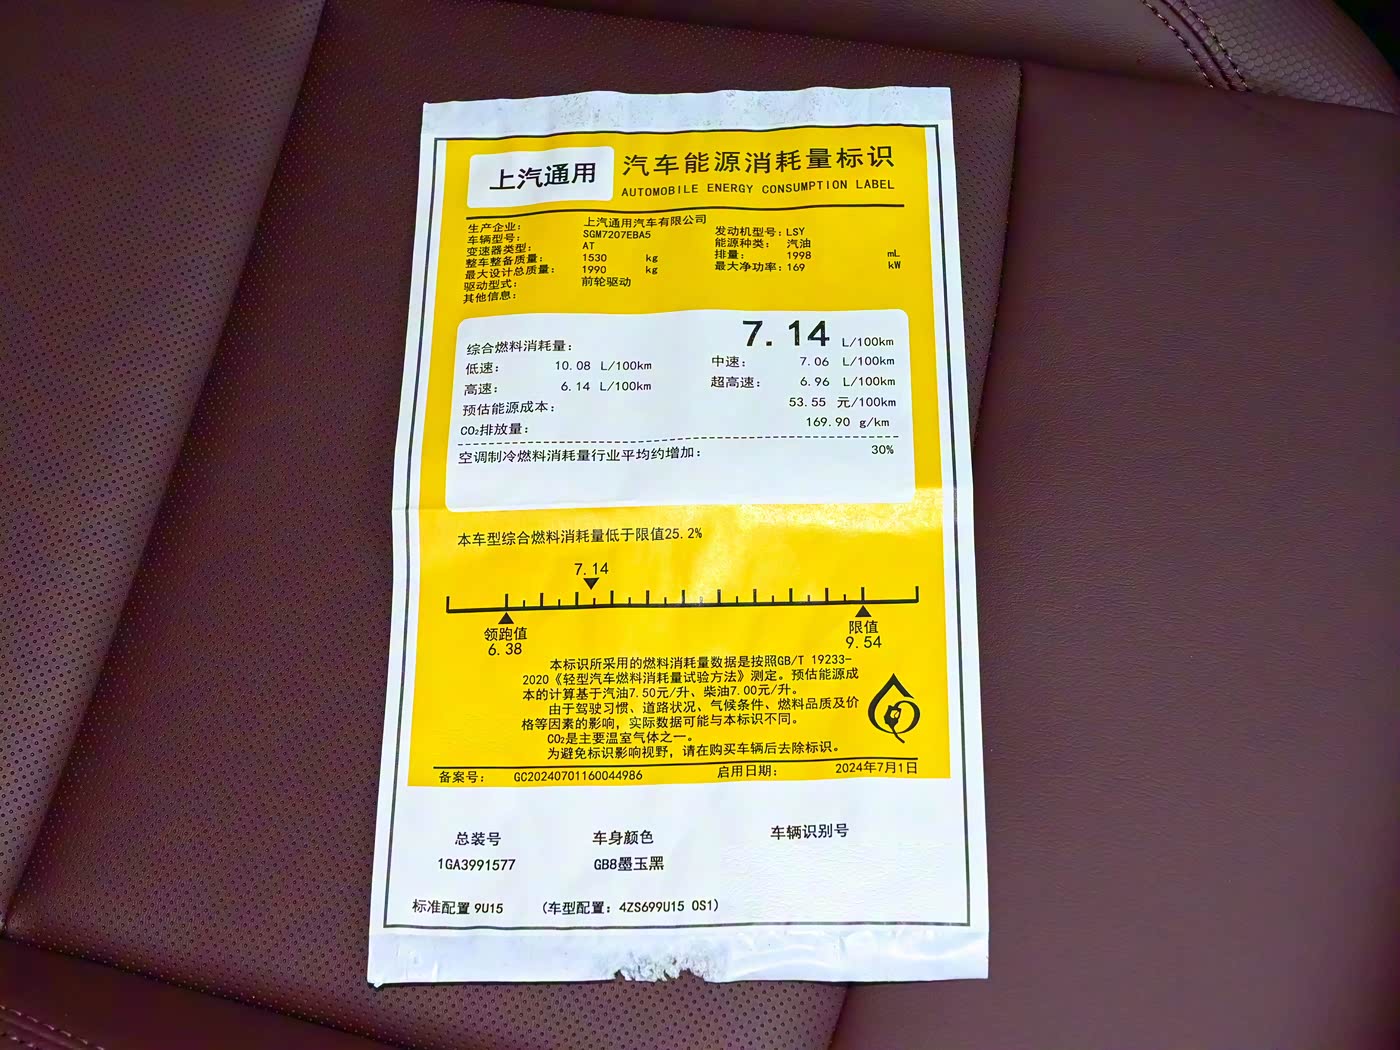 上汽通用
汽车能源消耗量标识
AUTOMOBILE ENERGY CONSUMPTION LABEL
生产企业： 上汽通用汽车有限公司
车辆型号： SGM7207EBA5 发动机型号：LSY
变速器类型： AT 能源种类： 汽油
整车整备质量： 1530 kg 排量： 1998 mL
最大设计总质量： 1990 kg 最大净功率：169 kW
驱动型式： 前轮驱动
其他信息：
综合燃料消耗量： 7.14 L/100km
低速： 10.08 L/100km 中速： 7.06 L/100km
高速： 6.14 L/100km 超高速： 6.96 L/100km
预估能源成本： 53.55 元/100km
CO₂排放量： 169.90 g/km
空调制冷燃料消耗量行业平均约增加： 30%
本车型综合燃料消耗量低于限值25.2%
7.14
领跑值 限值
6.38 9.54
本标识所采用的燃料消耗量数据是按照GB/T 19233-
2020《轻型汽车燃料消耗量试验方法》测定。预估能源成
本的计算基于汽油7.50元/升、柴油7.00元/升。
由于驾驶习惯、道路状况、气候条件、燃料品质及价
格等因素的影响，实际数据可能与本标识不同。
CO₂是主要温室气体之一。
为避免标识影响视野，请在购买车辆后去除标识。
备案号： GC20240701160044986 启用日期： 2024年7月1日
总装号 车身颜色 车辆识别号
1GA3991577 GB8墨玉黑
标准配置 9U15 (车型配置：4ZS699U15 0S1)